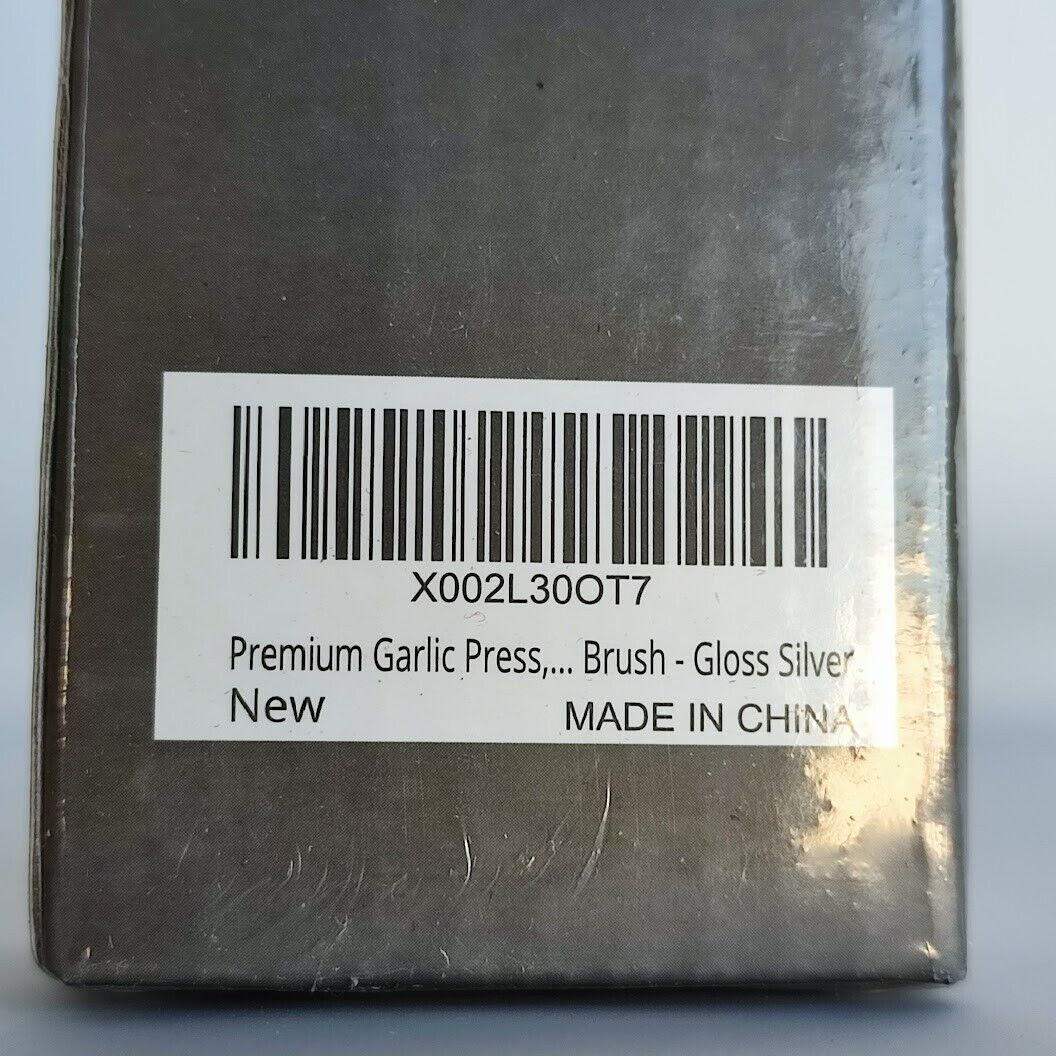 X002L30OT7
Premium Garlic Press,... Brush - Gloss Silver
New
MADE IN CHINA